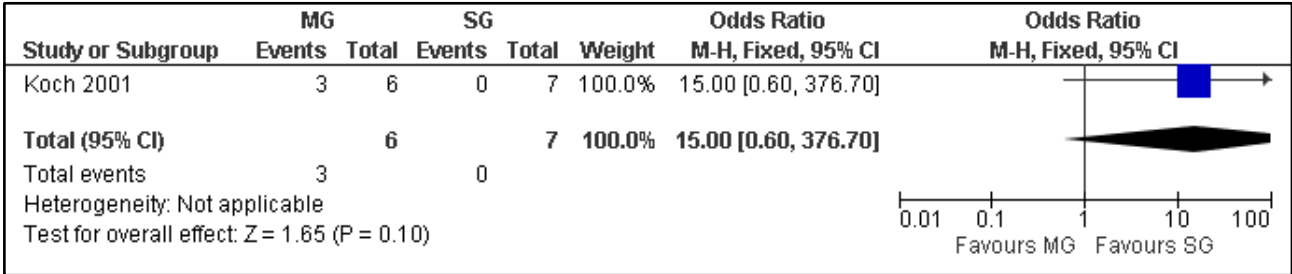 MG SG Odds Ratio Odds Ratio
Study or Subgroup Events Total Events Total Weight M-H, Fixed, 95% CI M-H, Fixed, 95% CI
Koch 2001 3 6 0 7 100.0% 15.00 [0.60, 376.70]
Total (95% CI) 6 7 100.0% 15.00 [0.60, 376.70]
Total events 3 0
Heterogeneity: Not applicable
Test for overall effect: Z = 1.65 (P = 0.10)
0.01 0.1 1 10 100
Favours MG Favours SG